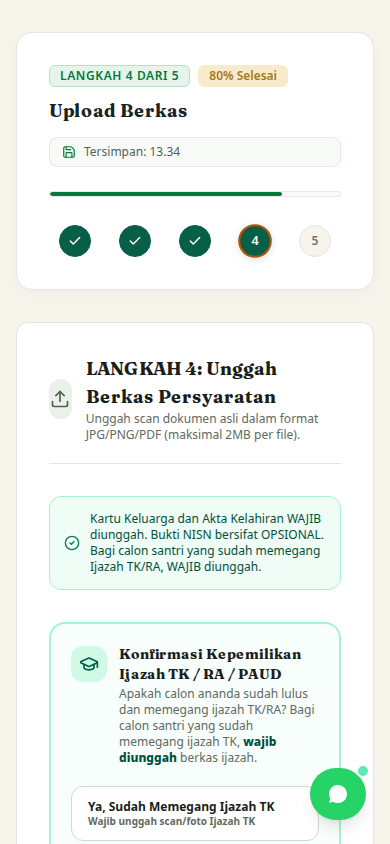 LANGKAH 4 DARI 5
80% Selesai
Upload Berkas
Tersimpan: 13.34
4
5
LANGKAH 4: Unggah
Berkas Persyaratan
Unggah scan dokumen asli dalam format
JPG/PNG/PDF (maksimal 2MB per file).
Kartu Keluarga dan Akta Kelahiran WAJIB
diunggah. Bukti NISN bersifat OPSIONAL.
Bagi calon santri yang sudah memegang
Ijazah TK/RA, WAJIB diunggah.
Konfirmasi Kepemilikan
Ijazah TK / RA / PAUD
Apakah calon ananda sudah lulus
dan memegang ijazah TK/RA? Bagi
calon santri yang sudah
memegang ijazah TK, wajib
diunggah berkas ijazah.
Ya, Sudah Memegang Ijazah TK
Wajib unggah scan/foto Ijazah TK